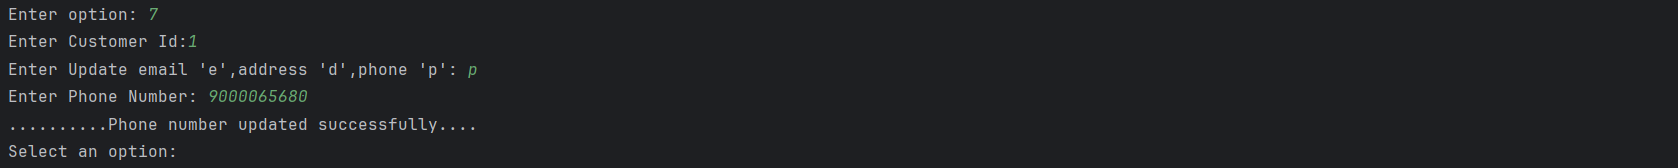 Enter option: 7
Enter Customer Id:1
Enter Update email 'e',address 'd',phone 'p': p
Enter Phone Number: 9000065680
..........Phone number updated successfully....
Select an option: